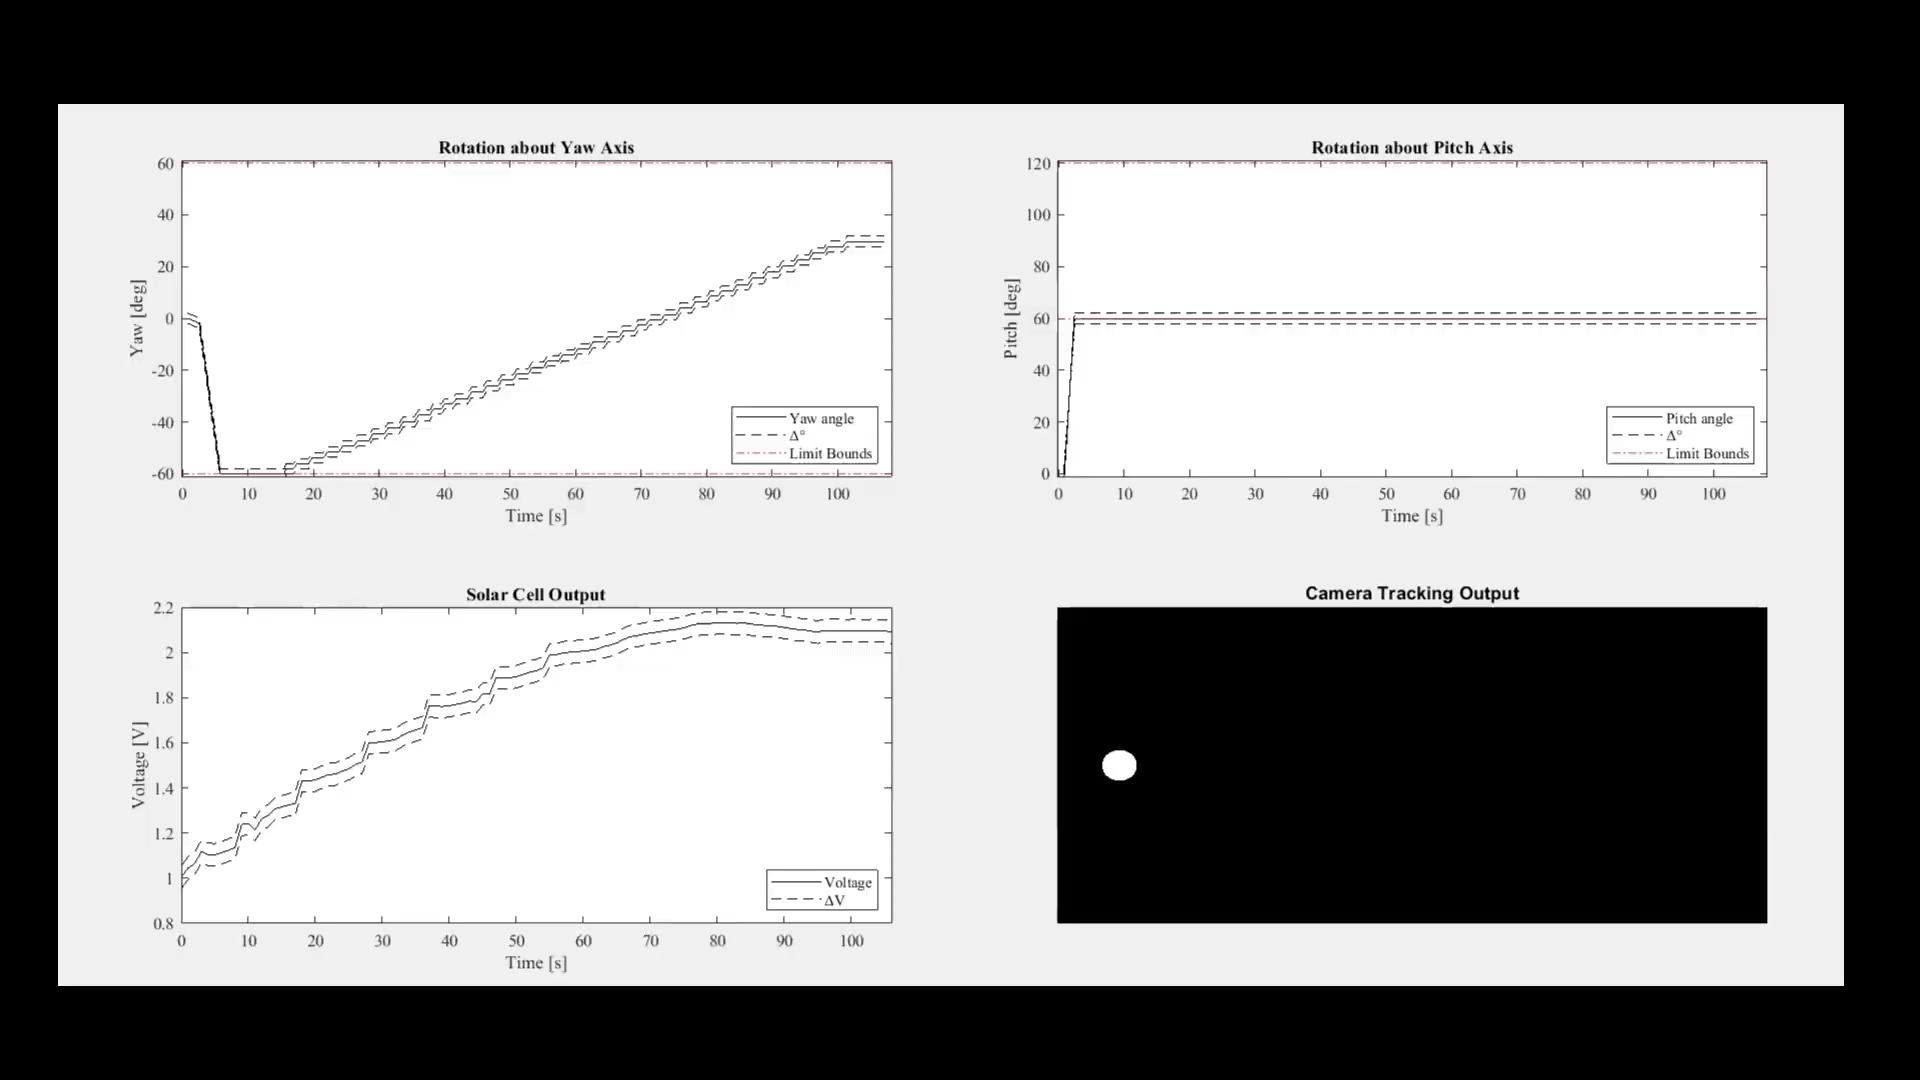 Rotation about Yaw Axis
60
40
20
0
-20
-40
-60
Yaw [deg]
0 10 20 30 40 50 60 70 80 90 100
Time [s]
Yaw angle
Δ°
Limit Bounds
Rotation about Pitch Axis
120
100
80
60
40
20
0
Pitch [deg]
0 10 20 30 40 50 60 70 80 90 100
Time [s]
Pitch angle
Δ°
Limit Bounds
Solar Cell Output
2.2
2
1.8
1.6
1.4
1.2
1
0.8
Voltage [V]
0 10 20 30 40 50 60 70 80 90 100
Time [s]
Voltage
ΔV
Camera Tracking Output